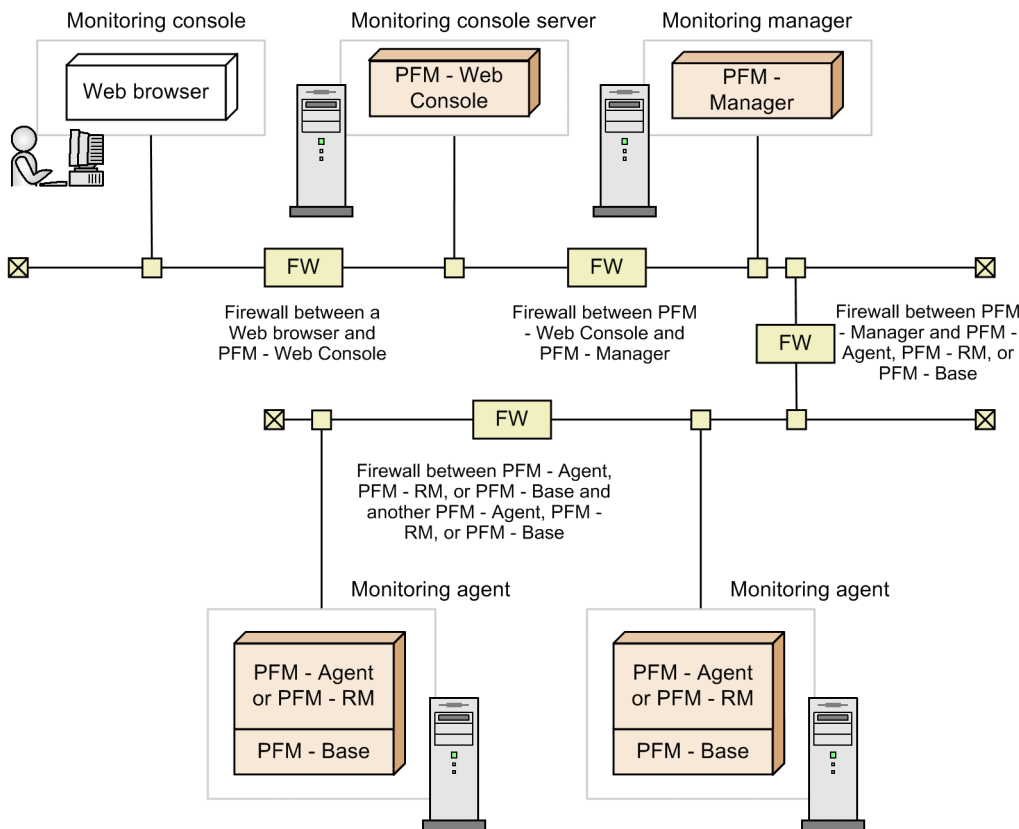 Monitoring console
Monitoring console server
Monitoring manager
Web browser
PFM - Web
Console
PFM -
Manager
FW
FW
Firewall between a
Web browser and
PFM - Web Console
Firewall between PFM
- Web Console and
PFM - Manager
FW
Firewall between PFM
- Manager and PFM -
Agent, PFM - RM, or
PFM - Base
FW
Firewall between PFM - Agent,
PFM - RM, or PFM - Base and
another PFM - Agent, PFM -
RM, or PFM - Base
Monitoring agent
Monitoring agent
PFM - Agent
or PFM - RM
PFM - Base
PFM - Agent
or PFM - RM
PFM - Base